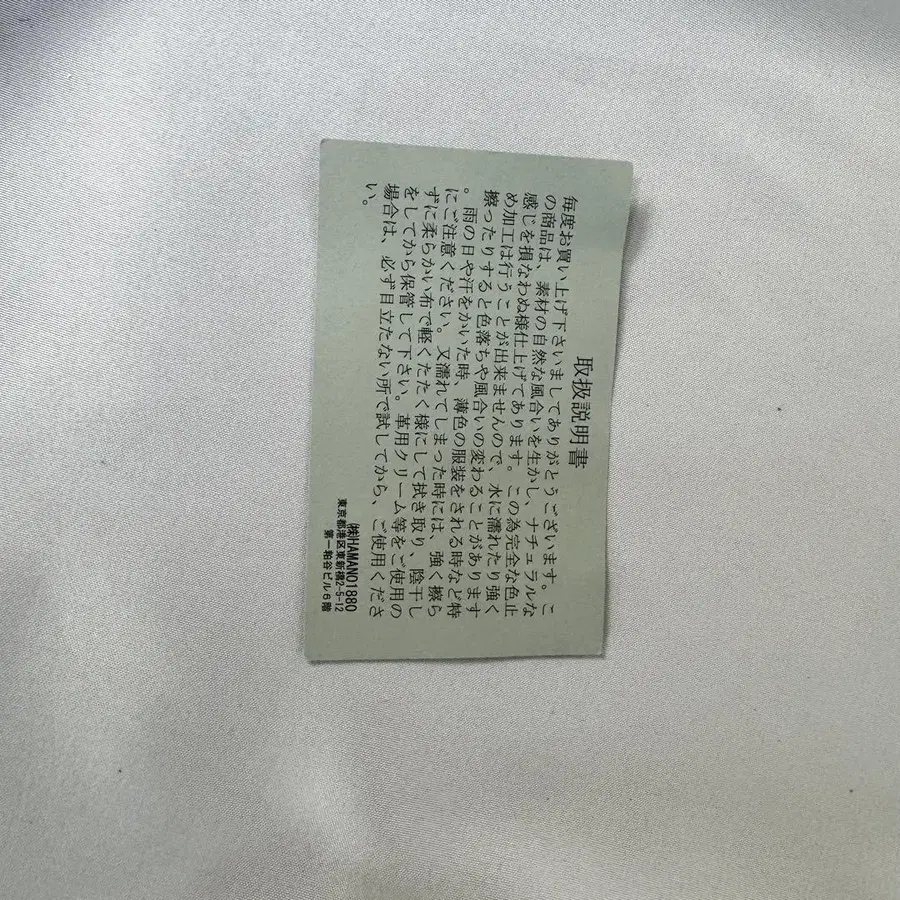 取扱説明書
毎度お買い上げ下さいましてありがとうございます。こ
の商品は、素材の自然な風合いを生かし、ナチュラルな
感じを損なわぬ様仕上げてあります。この為完全な色止
め加工は行うことが出来ませんので、水に濡れたり強く
擦ったりすると色落ちや風合いの変わることがあります
。雨の日や汗をかいた時、薄色の服装をされる時など特
にご注意ください。又濡れてしまった時には、強く擦ら
ずに柔らかい布で軽くたたく様にして拭き取り、陰干し
をしてから保管して下さい。革用クリーム等をご使用の
場合は、必ず目立たない所で試してから、ご使用くださ
い。
㈱HAMANO1880
東京都港区東新橋2-5-12
第一粕谷ビル6階